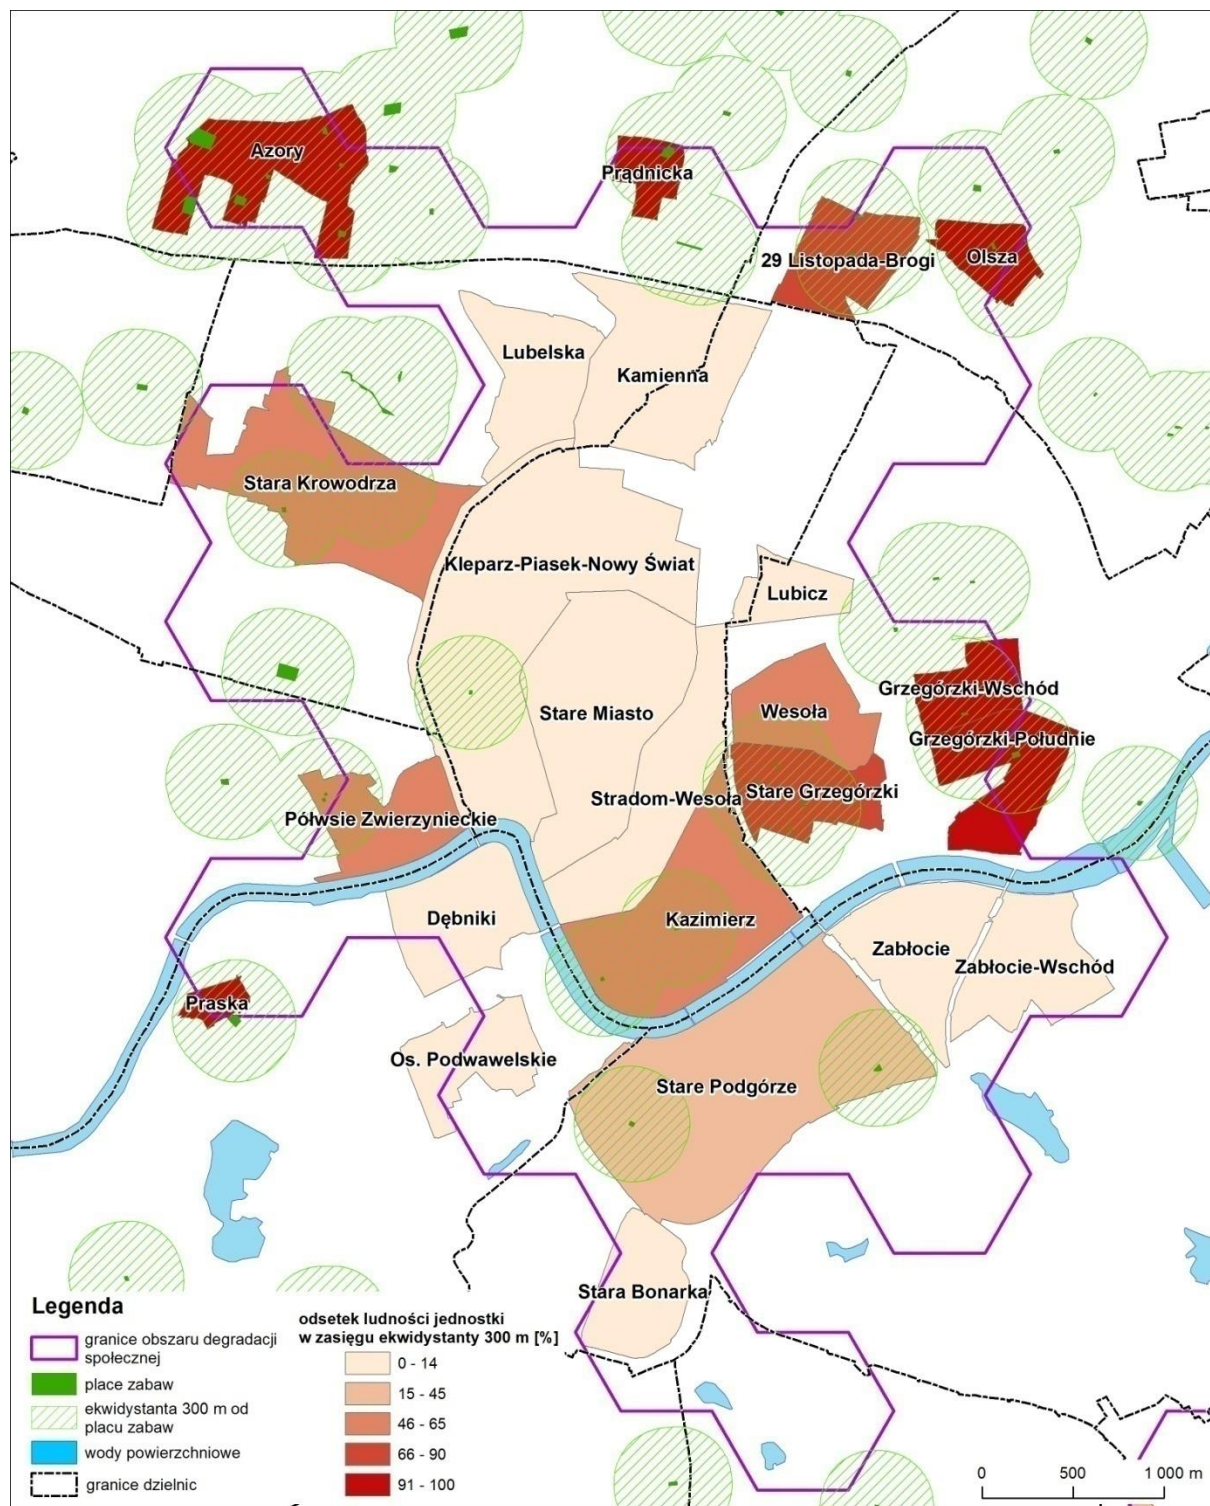 Azory
Prądnicka
29 Listopada-Brogi
Olsza
Lubelska
Kamienna
Stara Krowodrza
Kleparz-Piasek-Nowy Świat
Lubicz
Grzegórzki-Wschód
Stare Miasto
Wesoła
Grzegórzki-Południe
Stradom-Wesoła
Stare Grzegórzki
Półwsie Zwierzynieckie
Dębniki
Kazimierz
Zabłocie
Zabłocie-Wschód
Praska
Os. Podwawelskie
Stare Podgórze
Stara Bonarka
Legenda
granice obszaru degradacji
społecznej
place zabaw
ekwidystanta 300 m od
placu zabaw
wody powierzchniowe
granice dzielnic
odsetek ludności jednostki
w zasięgu ekwidystanty 300 m [%]
0 - 14
15 - 45
46 - 65
66 - 90
91 - 100
0 500 1 000 m